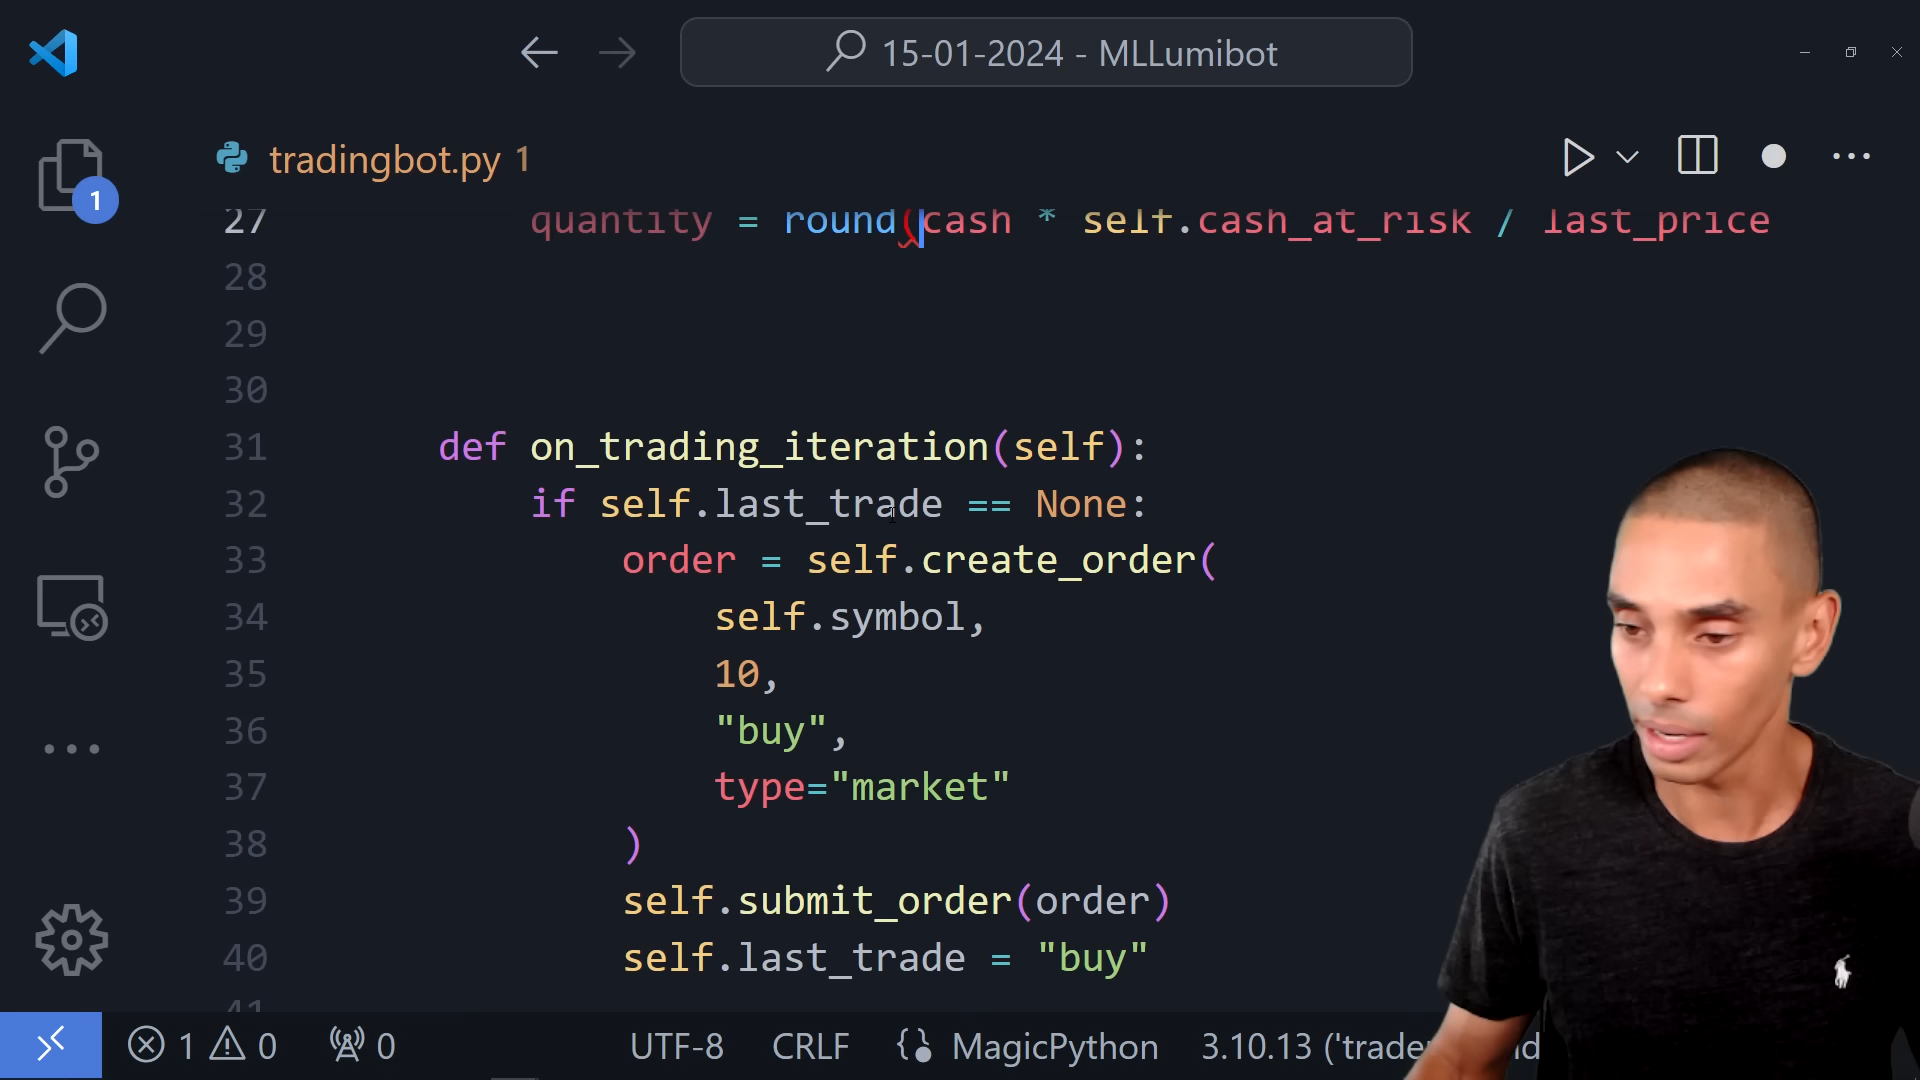 15-01-2024 - MLLumibot
tradingbot.py 1
1
27 quantity = round(cash * self.cash_at_risk / last_price
28
29
30
31 def on_trading_iteration(self):
32 if self.last_trade == None:
33 order = self.create_order(
34 self.symbol,
35 10,
36 "buy",
37 type="market"
38 )
39 self.submit_order(order)
40 self.last_trade = "buy"
41
1 0 0 UTF-8 CRLF MagicPython 3.10.13 ('trader